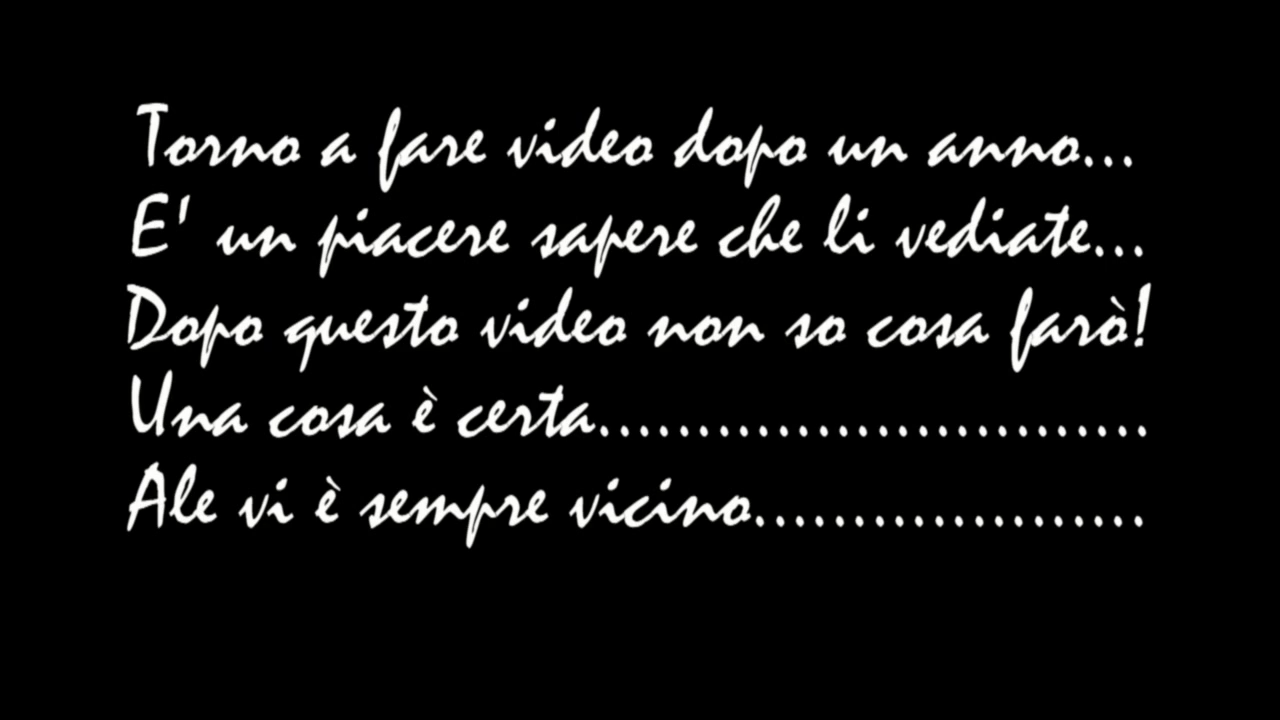 Torno a fare video dopo un anno...
E' un piacere sapere che li vediate...
Dopo questo video non so cosa farò!
Una cosa è certa............................
Ale vi è sempre vicino....................